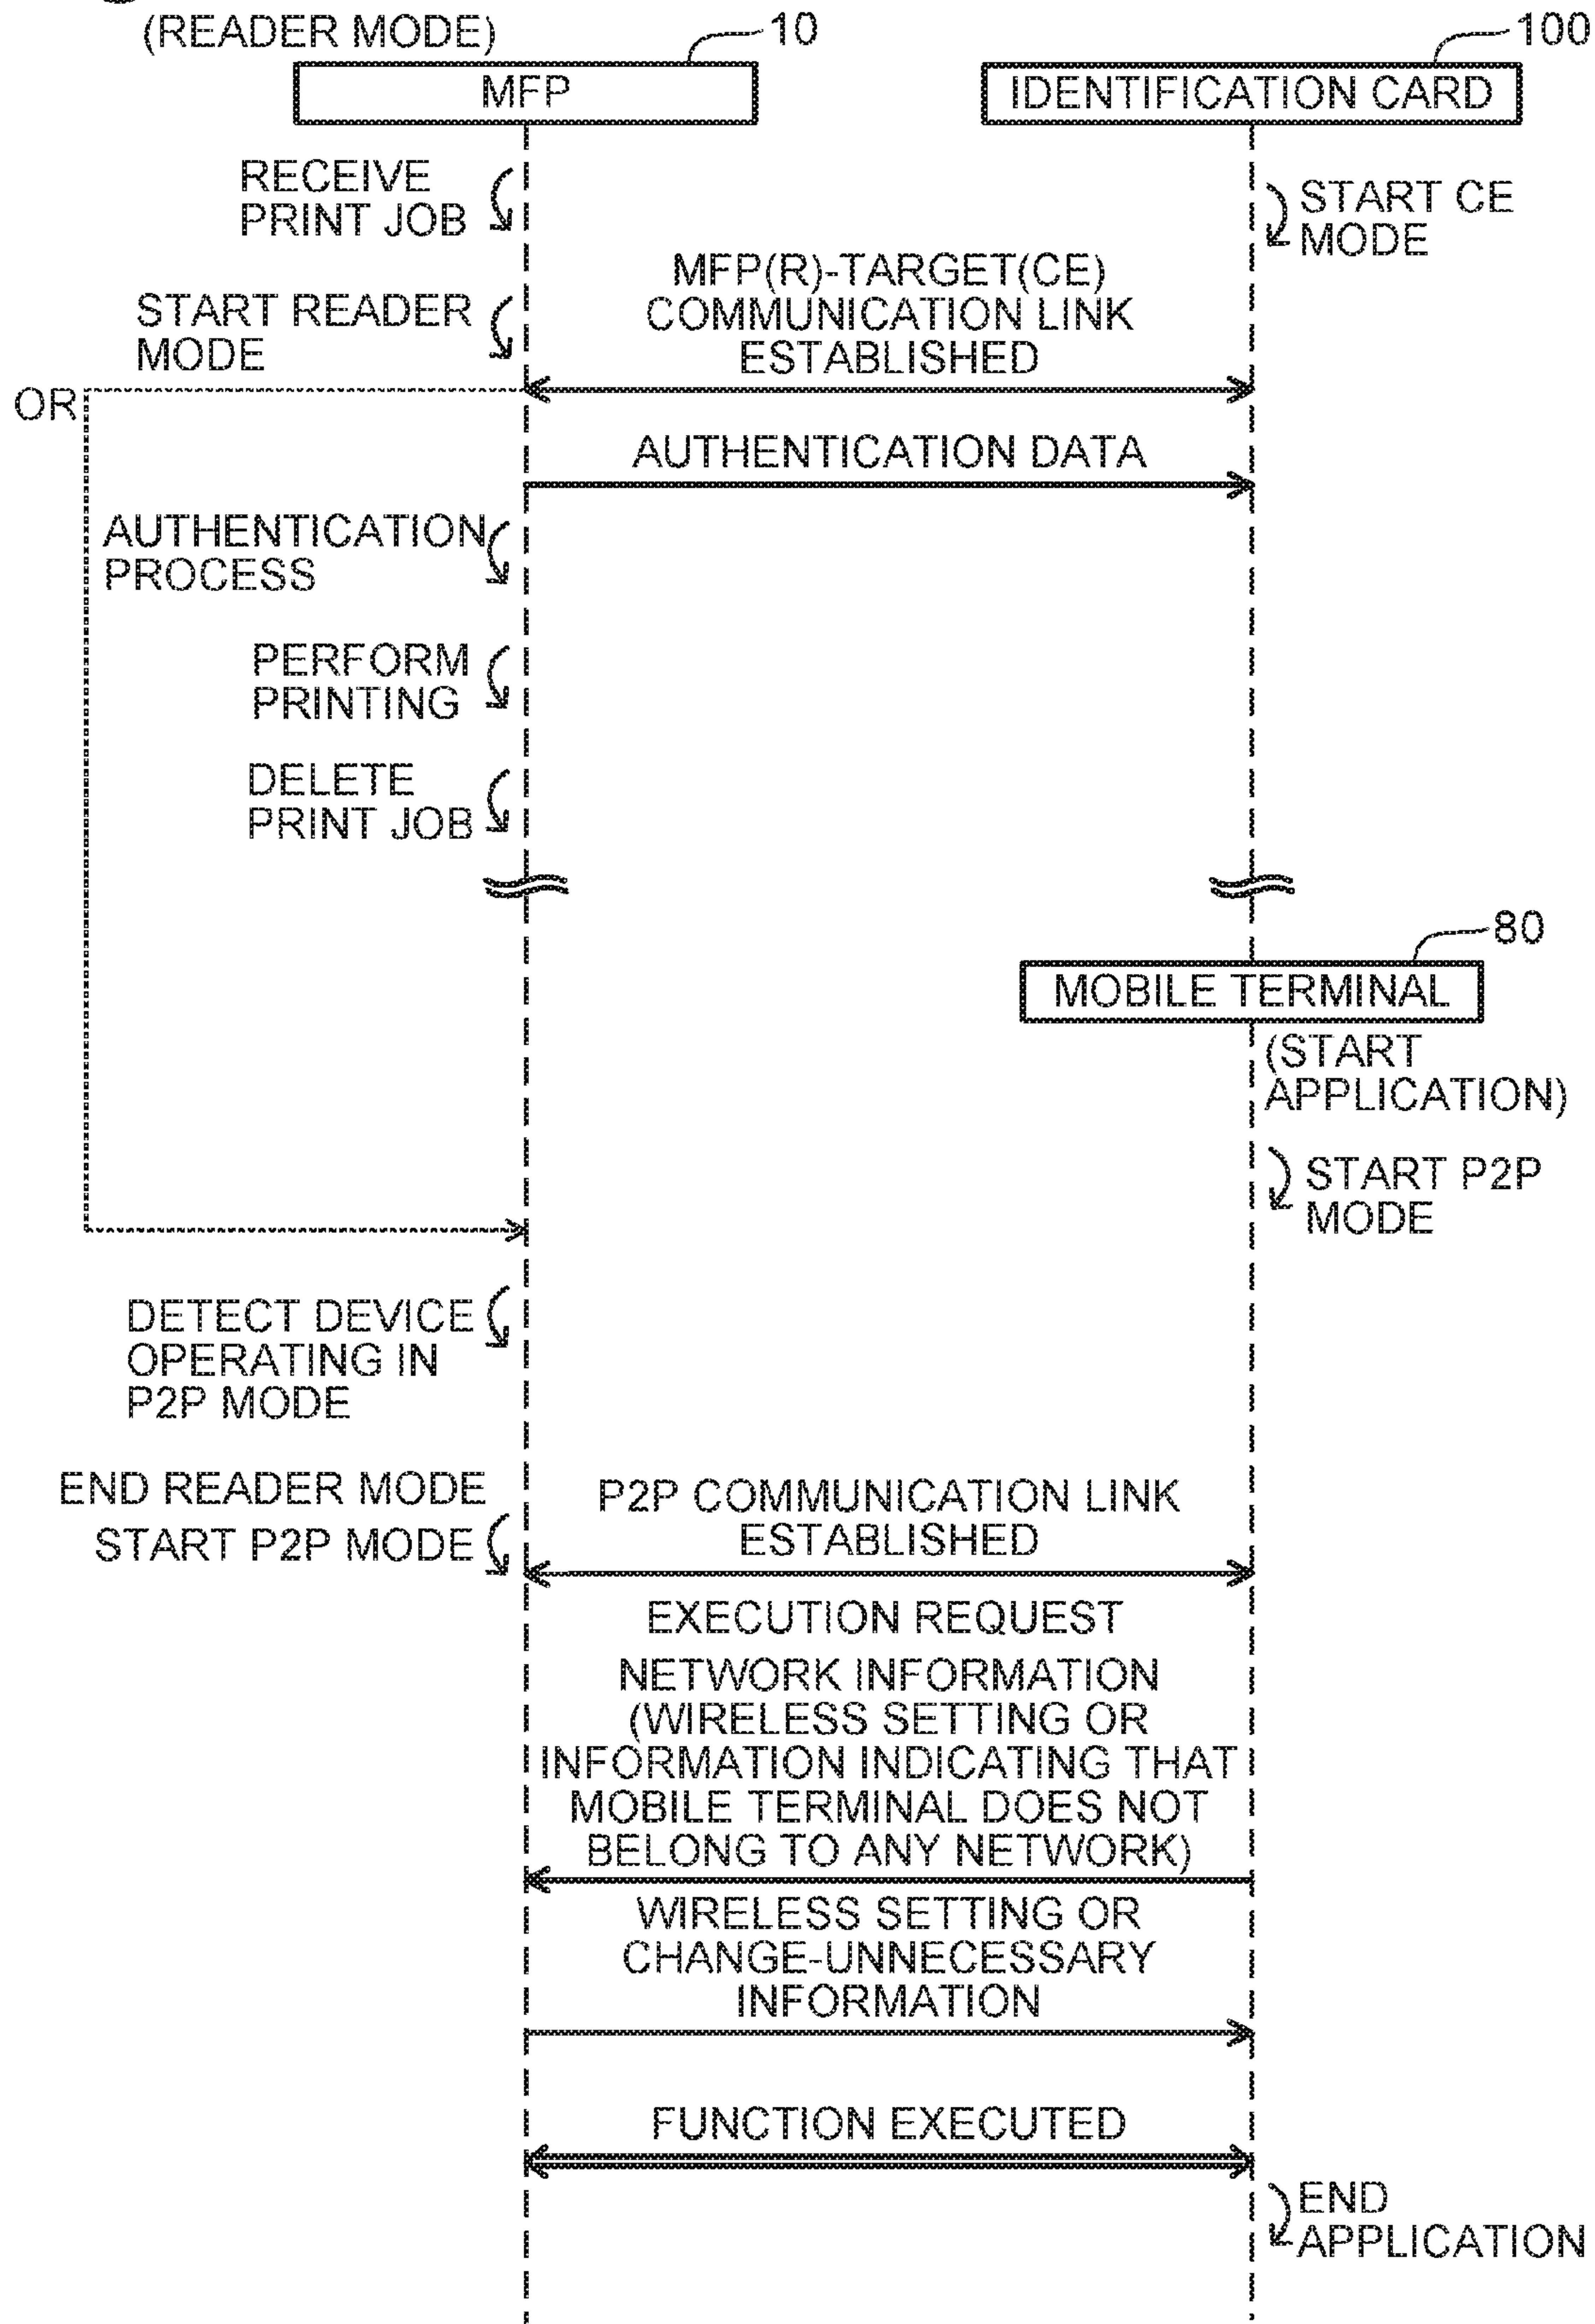 (READER MODE)
10
100
MFP
IDENTIFICATION CARD
RECEIVE
PRINT JOB
START CE
MODE
MFP(R)-TARGET(CE)
COMMUNICATION LINK
ESTABLISHED
START READER
MODE
OR
AUTHENTICATION DATA
AUTHENTICATION
PROCESS
PERFORM
PRINTING
DELETE
PRINT JOB
80
MOBILE TERMINAL
(START
APPLICATION)
START P2P
MODE
DETECT DEVICE
OPERATING IN
P2P MODE
END READER MODE
START P2P MODE
P2P COMMUNICATION LINK
ESTABLISHED
EXECUTION REQUEST
NETWORK INFORMATION
(WIRELESS SETTING OR
INFORMATION INDICATING THAT
MOBILE TERMINAL DOES NOT
BELONG TO ANY NETWORK)
WIRELESS SETTING OR
CHANGE-UNNECESSARY
INFORMATION
FUNCTION EXECUTED
END
APPLICATION